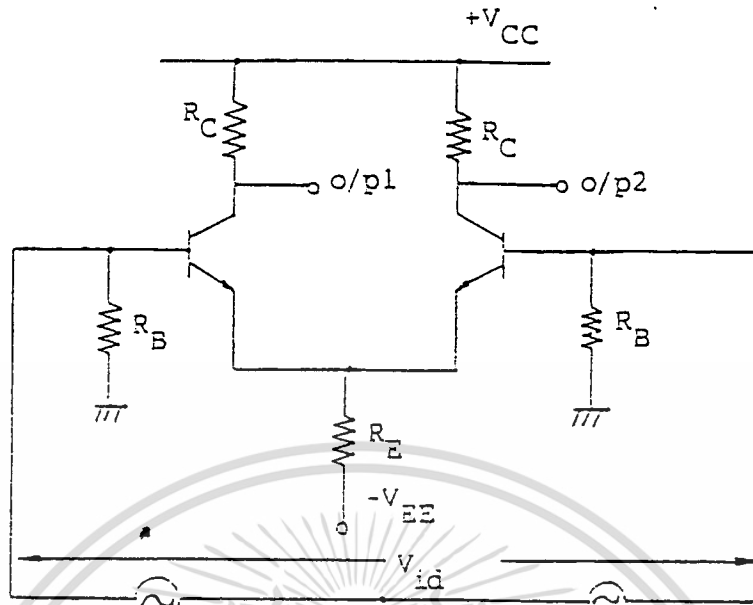 +V_CC
R_C
R_C
o/p1
o/p2
R_B
R_B
R_E
-V_EE
V_id